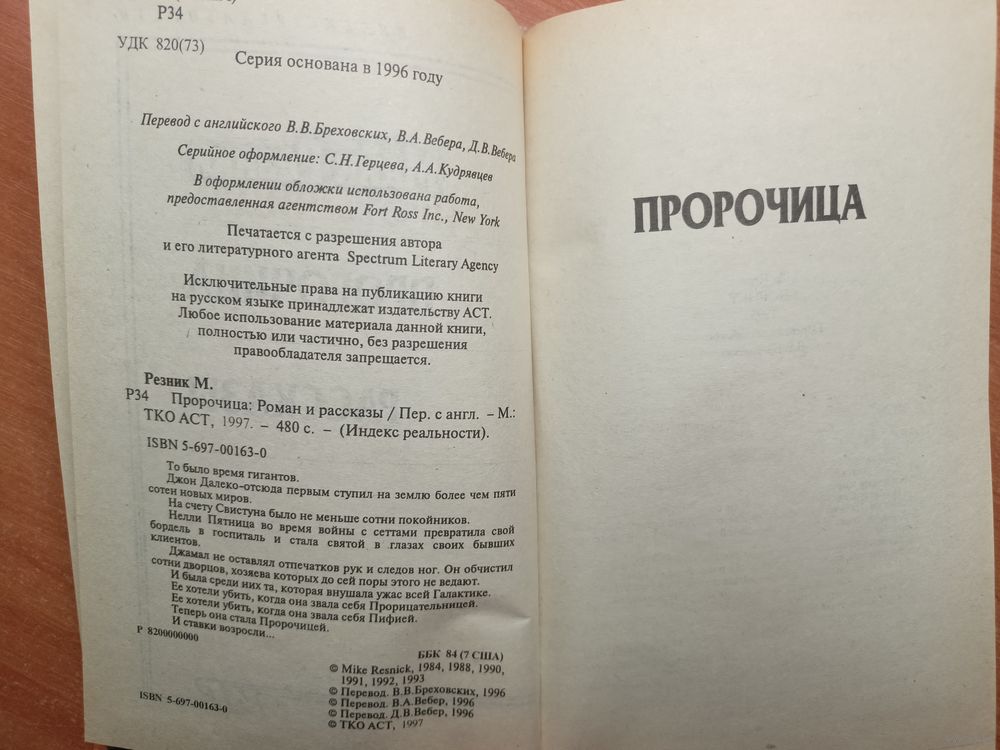 Р34
УДК 820(73)
Серия основана в 1996 году
Перевод с английского В.В.Бреховских, В.А.Вебера, Д.В.Вебера
Серийное оформление: С.Н.Герцева, А.А.Кудрявцев
В оформлении обложки использована работа,
предоставленная агентством Fort Ross Inc., New York
Печатается с разрешения автора
и его литературного агента Spectrum Literary Agency
Исключительные права на публикацию книги
на русском языке принадлежат издательству АСТ.
Любое использование материала данной книги,
полностью или частично, без разрешения
правообладателя запрещается.
Резник М.
Р34 Пророчица: Роман и рассказы / Пер. с англ. – М.:
ТКО АСТ, 1997. – 480 с. – (Индекс реальности).
ISBN 5-697-00163-0
То было время гигантов.
Джон Далеко-отсюда первым ступил на землю более чем пяти
сотен новых миров.
На счету Свистуна было не меньше сотни покойников.
Нелли Пятница во время войны с сеттами превратила свой
бордель в госпиталь и стала святой в глазах своих бывших
клиентов.
Джамал не оставлял отпечатков рук и следов ног. Он обчистил
сотни дворцов, хозяева которых до сей поры этого не ведают.
И была среди них та, которая внушала ужас всей Галактике.
Ее хотели убить, когда она звала себя Прорицательницей.
Ее хотели убить, когда она звала себя Пифией.
Теперь она стала Пророчицей.
И ставки возросли...
Р 8200000000
ББК 84 (7 США)
© Mike Resnick, 1984, 1988, 1990,
1991, 1992, 1993
© Перевод. В.В.Бреховских, 1996
© Перевод. В.А.Вебер, 1996
© Перевод. Д.В.Вебер, 1996
© ТКО АСТ, 1997
ISBN 5-697-00163-0
ПРОРОЧИЦА